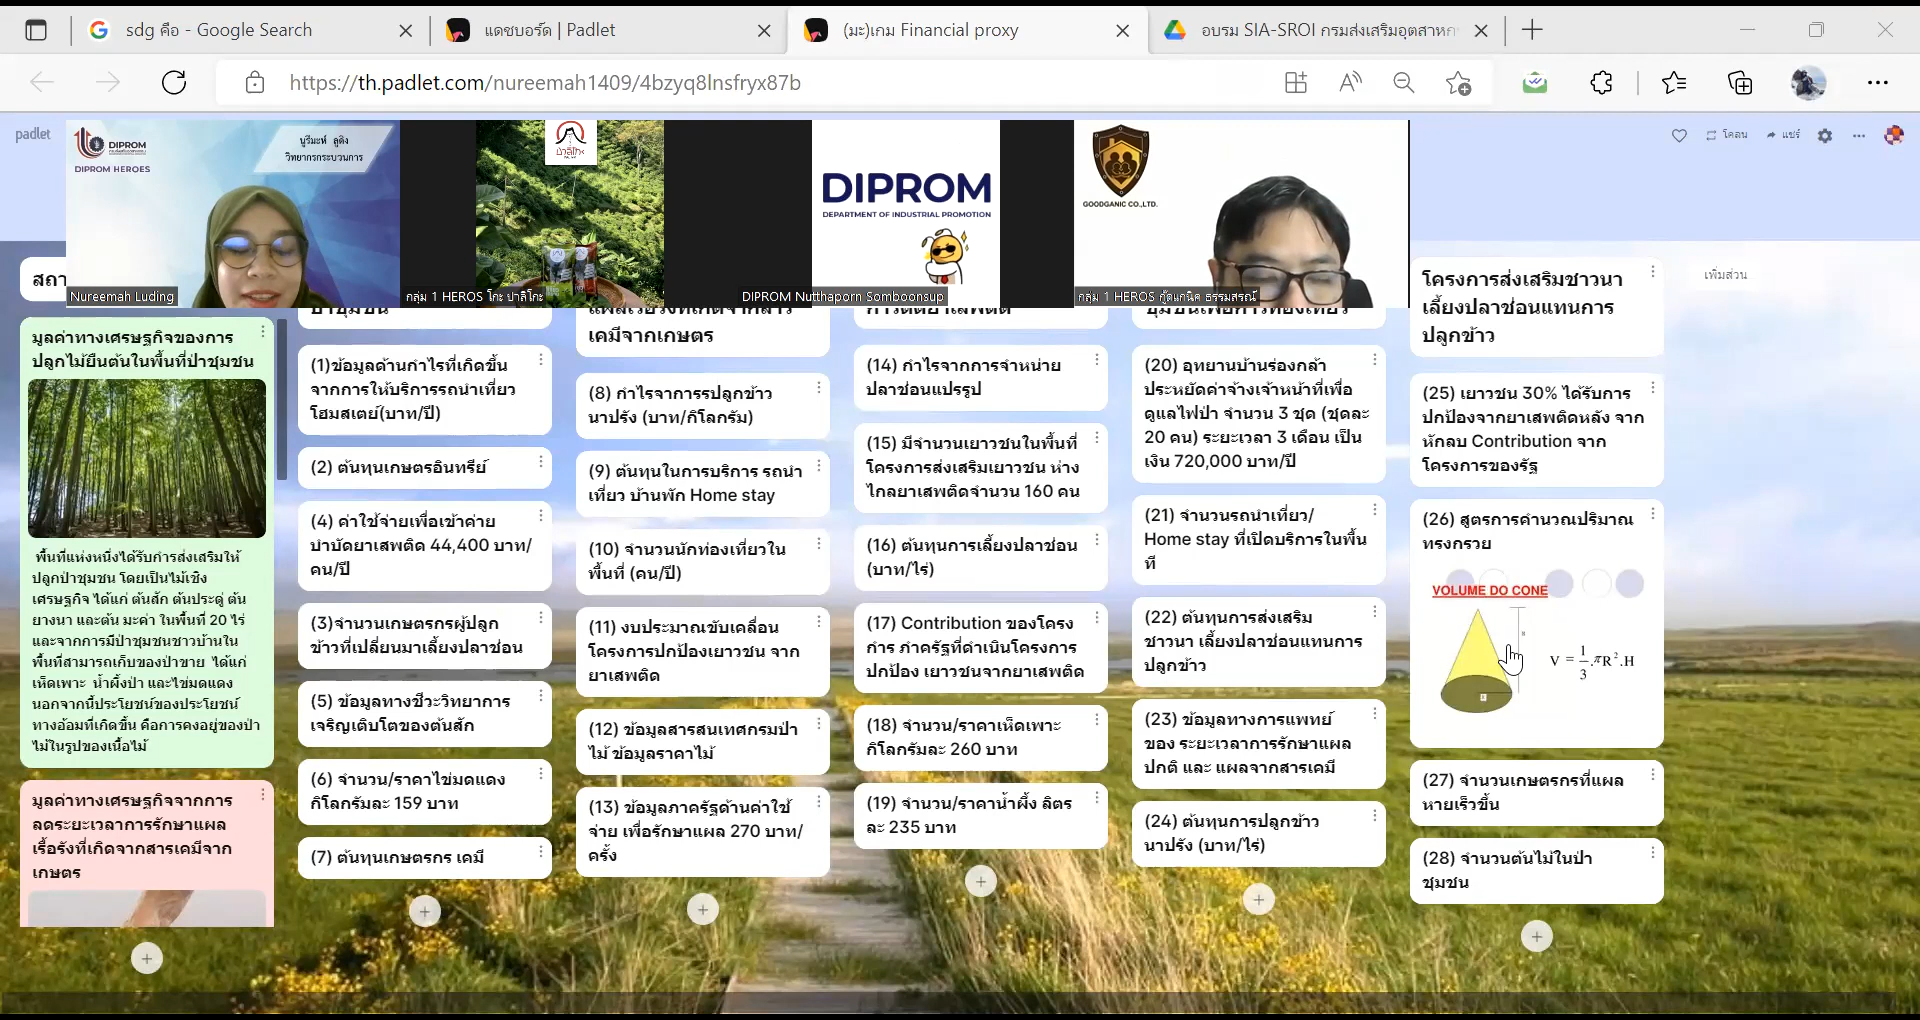 sdg คือ - Google Search
แดชบอร์ด | Padlet
(มะ)เกม Financial proxy
อบรม SIA-SROI กรมส่งเสริมอุตสาหก
https://th.padlet.com/nureemah1409/4bzyq8lnsfryx87b
padlet
โคลน
แชร์
DIPROM
DIPROM HEROES
นูรีมะห์ ลูดิง
วิทยากรกระบวนการ
Nureemah Luding
ปาลิโกะ
กลุ่ม 1 HEROS โกะ ปาลิโกะ
DIPROM
DEPARTMENT OF INDUSTRIAL PROMOTION
DIPROM Nutthaporn Somboonsup
GOODGANIC CO.,LTD.
กลุ่ม 1 HEROS กู๊ดแกนิค ธรรมสรณ์
เพิ่มส่วน
มูลค่าทางเศรษฐกิจของการ
ปลูกไม้ยืนต้นในพื้นที่ป่าชุมชน
พื้นที่แห่งหนึ่งได้รับการส่งเสริมให้
ปลูกป่าชุมชน โดยเป็นไม้เชิง
เศรษฐกิจ ได้แก่ ต้นสัก ต้นประดู่ ต้น
ยางนา และต้น มะค่า ในพื้นที่ 20 ไร่
และจากการมีป่าชุมชนชาวบ้านใน
พื้นที่สามารถเก็บของป่าขาย ได้แก่
เห็ดเพาะ น้ำผึ้งป่า และไข่มดแดง
นอกจากนี้ประโยชน์ของประโยชน์
ทางอ้อมที่เกิดขึ้น คือการคงอยู่ของป่า
ไม้ในรูปของเนื้อไม้
มูลค่าทางเศรษฐกิจจากการ
ลดระยะเวลาการรักษาแผล
เรื้อรังที่เกิดจากสารเคมีจาก
เกษตร
(1)ข้อมูลด้านกำไรที่เกิดขึ้น
จากการให้บริการรถนำเที่ยว
โฮมสเตย์(บาท/ปี)
(2) ต้นทุนเกษตรอินทรีย์
(4) ค่าใช้จ่ายเพื่อเข้าค่าย
บำบัดยาเสพติด 44,400 บาท/
คน/ปี
(3)จำนวนเกษตรกรผู้ปลูก
ข้าวที่เปลี่ยนมาเลี้ยงปลาช่อน
(5) ข้อมูลทางชีวะวิทยาการ
เจริญเติบโตของต้นสัก
(6) จำนวน/ราคาไข่มดแดง
กิโลกรัมละ 159 บาท
(7) ต้นทุนเกษตรกร เคมี
เคมีจากเกษตร
(8) กำไรจาการรปลูกข้าว
นาปรัง (บาท/กิโลกรัม)
(9) ต้นทุนในการบริการ รถนำ
เที่ยว บ้านพัก Home stay
(10) จำนวนนักท่องเที่ยวใน
พื้นที่ (คน/ปี)
(11) งบประมาณขับเคลื่อน
โครงการปกป้องเยาวชน จาก
ยาเสพติด
(12) ข้อมูลสารสนเทศกรมป่า
ไม้ ข้อมูลราคาไม้
(13) ข้อมูลภาครัฐด้านค่าใช้
จ่าย เพื่อรักษาแผล 270 บาท/
ครั้ง
(14) กำไรจากการจำหน่าย
ปลาช่อนแปรรูป
(15) มีจำนวนเยาวชนในพื้นที่
โครงการส่งเสริมเยาวชน ห่าง
ไกลยาเสพติดจำนวน 160 คน
(16) ต้นทุนการเลี้ยงปลาช่อน
(บาท/ไร่)
(17) Contribution ของโครง
การ ภาครัฐที่ดำเนินโครงการ
ปกป้อง เยาวชนจากยาเสพติด
(18) จำนวน/ราคาเห็ดเพาะ
กิโลกรัมละ 260 บาท
(19) จำนวน/ราคาน้ำผึ้ง ลิตร
ละ 235 บาท
(20) อุทยานบ้านร่องกล้า
ประหยัดค่าจ้างเจ้าหน้าที่เพื่อ
ดูแลไฟป่า จำนวน 3 ชุด (ชุดละ
20 คน) ระยะเวลา 3 เดือน เป็น
เงิน 720,000 บาท/ปี
(21) จำนวนรถนำเที่ยว/
Home stay ที่เปิดบริการในพื้น
ที่
(22) ต้นทุนการส่งเสริม
ชาวนา เลี้ยงปลาช่อนแทนการ
ปลูกข้าว
(23) ข้อมูลทางการแพทย์
ของ ระยะเวลาการรักษาแผล
ปกติ และ แผลจากสารเคมี
(24) ต้นทุนการปลูกข้าว
นาปรัง (บาท/ไร่)
โครงการส่งเสริมชาวนา
เลี้ยงปลาช่อนแทนการ
ปลูกข้าว
(25) เยาวชน 30% ได้รับการ
ปกป้องจากยาเสพติดหลัง จาก
หักลบ Contribution จาก
โครงการของรัฐ
(26) สูตรการคำนวณปริมาณ
ทรงกรวย
VOLUME DO CONE
V = 1/3 .πR².H
(27) จำนวนเกษตรกรที่แผล
หายเร็วขึ้น
(28) จำนวนต้นไม้ในป่า
ชุมชน